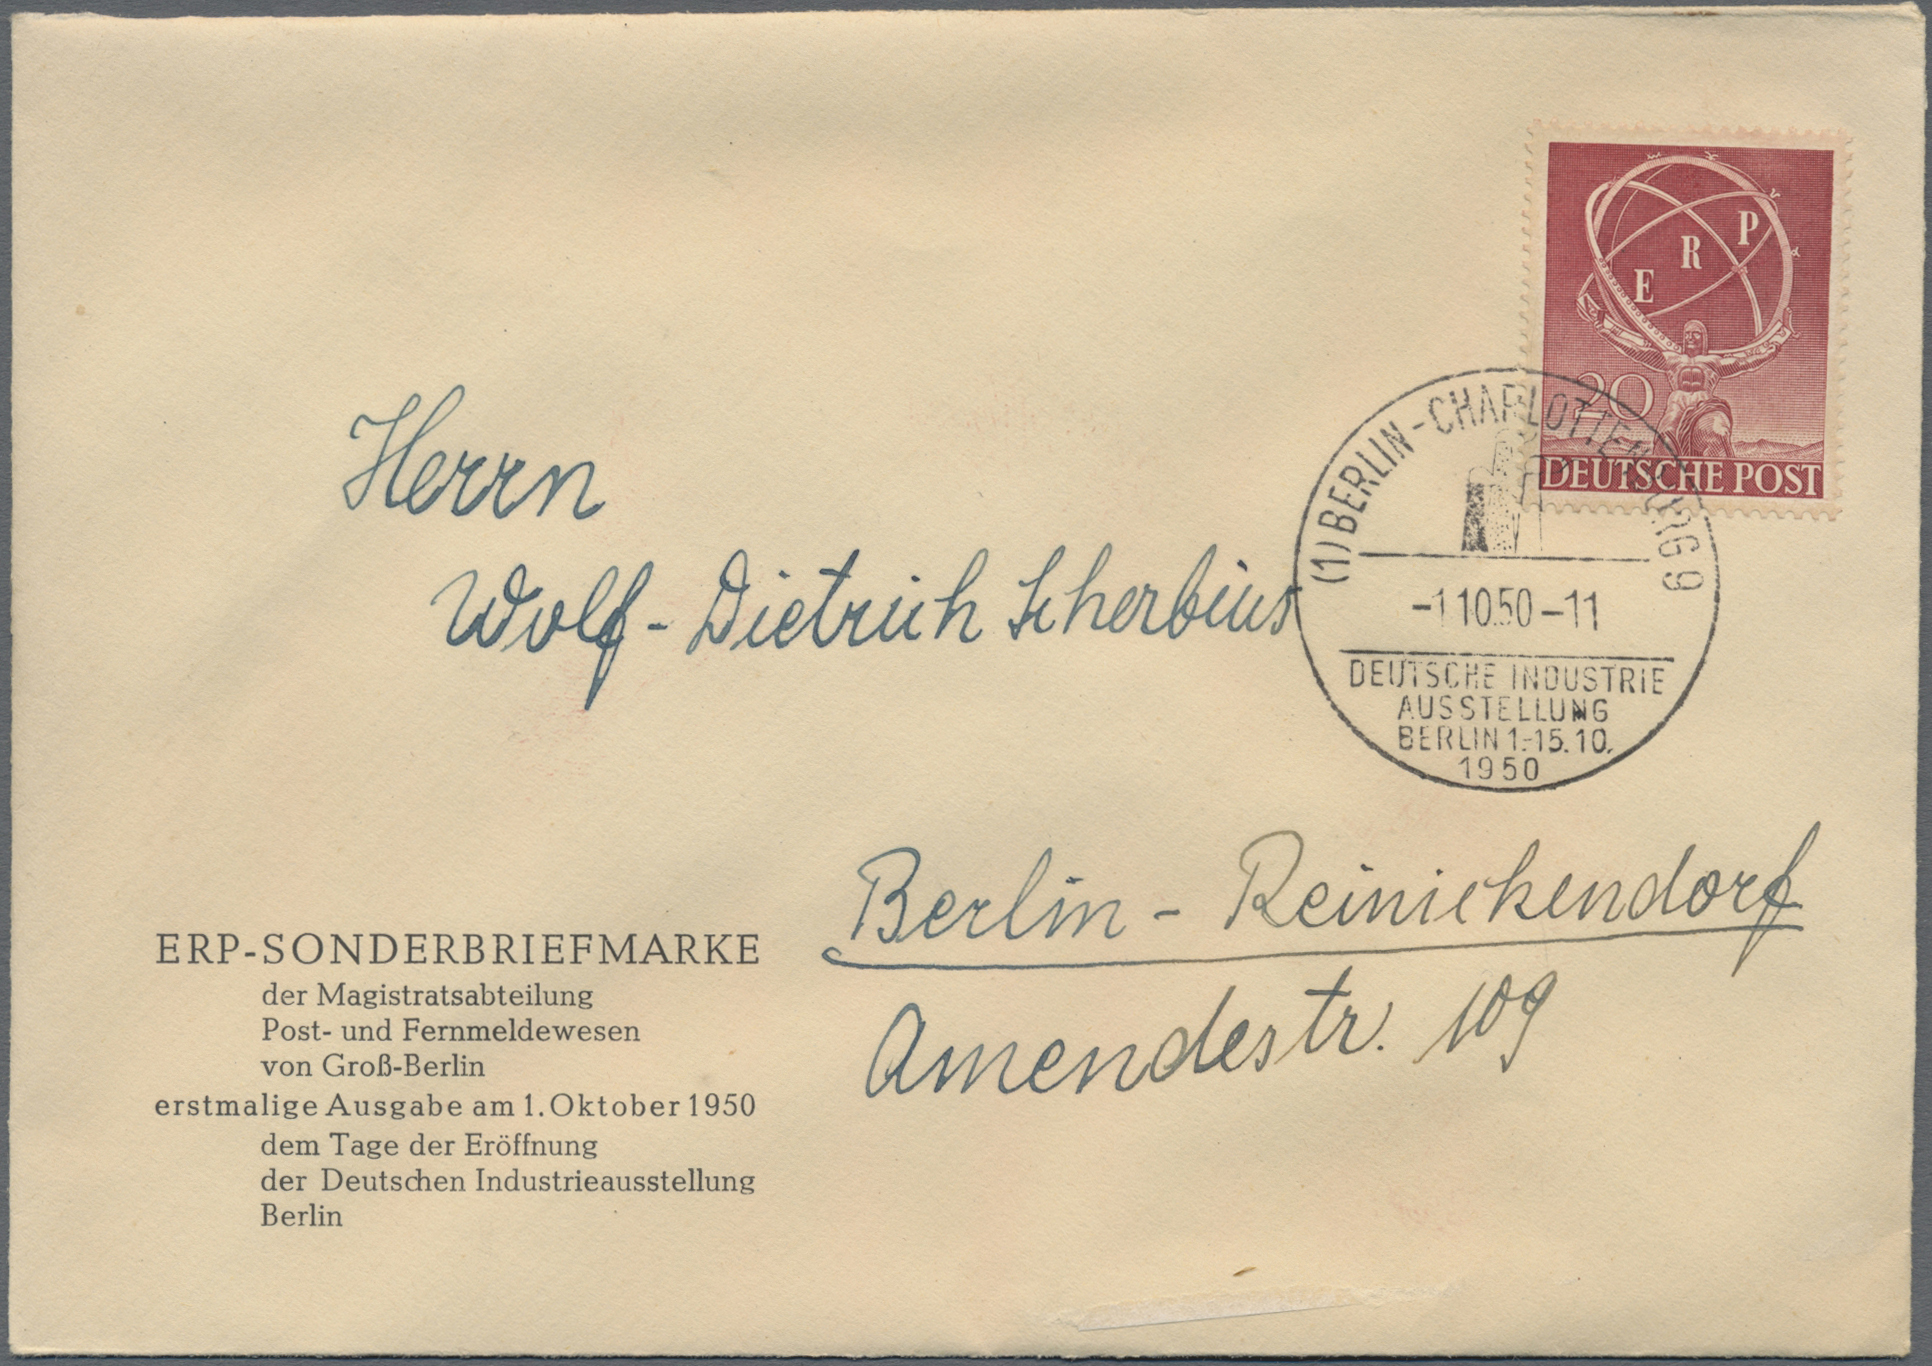 E R P
20
DEUTSCHE POST
(1) BERLIN-CHARLOTTENBURG 9
-1.10.50-11
DEUTSCHE INDUSTRIE
AUSSTELLUNG
BERLIN 1.-15.10.
1950
Herrn
Wolf-Dietrich Scherbius
Berlin-Reinickendorf
Amendestr. 109
ERP-SONDERBRIEFMARKE
der Magistratsabteilung
Post- und Fernmeldewesen
von Groß-Berlin
erstmalige Ausgabe am 1. Oktober 1950
dem Tage der Eröffnung
der Deutschen Industrieausstellung
Berlin